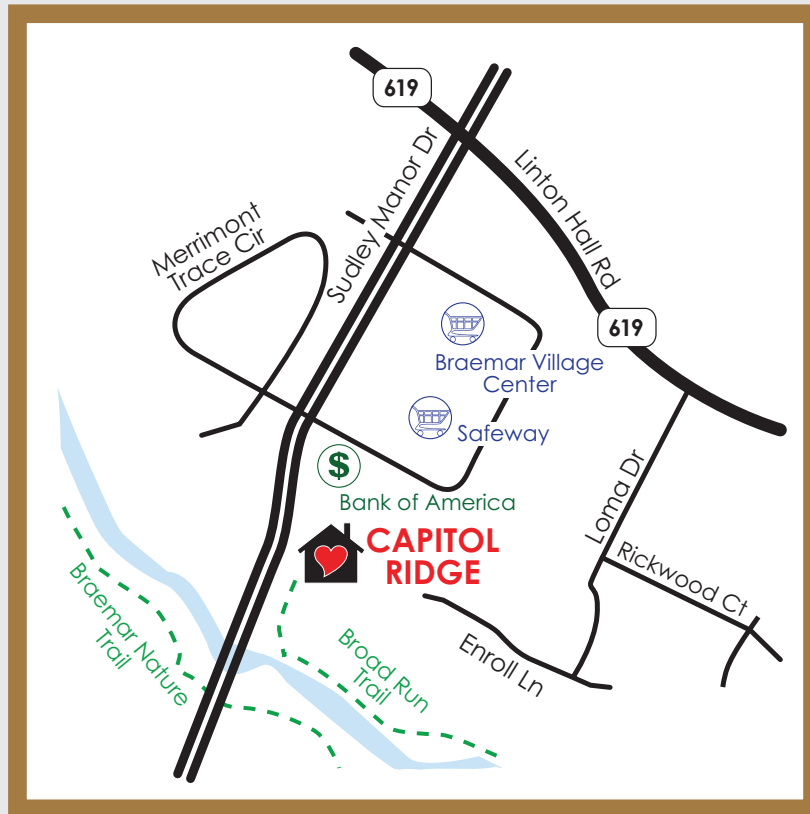 619
Sudley Manor Dr
Linton Hall Rd
Merrimont
Trace Cir
619
Braemar Village
Center
Safeway
$
Bank of America
Loma Dr
CAPITOL
RIDGE
Rickwood Ct
Braemar Nature
Trail
Broad Run
Trail
Enroll Ln